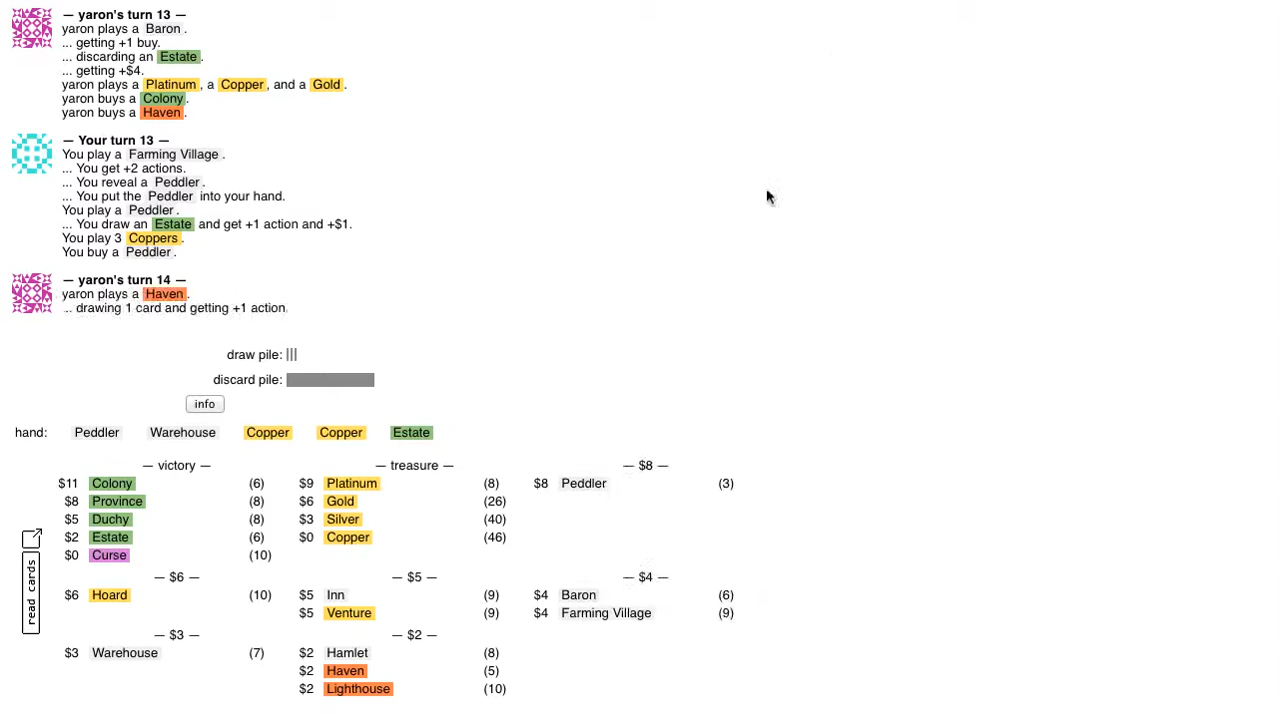 — yaron's turn 13 —
yaron plays a Baron.
... getting +1 buy.
... discarding an Estate.
... getting +$4.
yaron plays a Platinum, a Copper, and a Gold.
yaron buys a Colony.
yaron buys a Haven.
— Your turn 13 —
You play a Farming Village.
... You get +2 actions.
... You reveal a Peddler.
... You put the Peddler into your hand.
You play a Peddler.
... You draw an Estate and get +1 action and +$1.
You play 3 Coppers.
You buy a Peddler.
— yaron's turn 14 —
yaron plays a Haven.
... drawing 1 card and getting +1 action.
draw pile:
discard pile:
info
hand: Peddler Warehouse Copper Copper Estate
— victory — — treasure — — $8 —
$11 Colony (6) $9 Platinum (8) $8 Peddler (3)
$8 Province (8) $6 Gold (26)
$5 Duchy (8) $3 Silver (40)
$2 Estate (6) $0 Copper (46)
$0 Curse (10)
— $6 — — $5 — — $4 —
$6 Hoard (10) $5 Inn (9) $4 Baron (6)
$5 Venture (9) $4 Farming Village (9)
— $3 — — $2 —
$3 Warehouse (7) $2 Hamlet (8)
$2 Haven (5)
$2 Lighthouse (10)
read cards